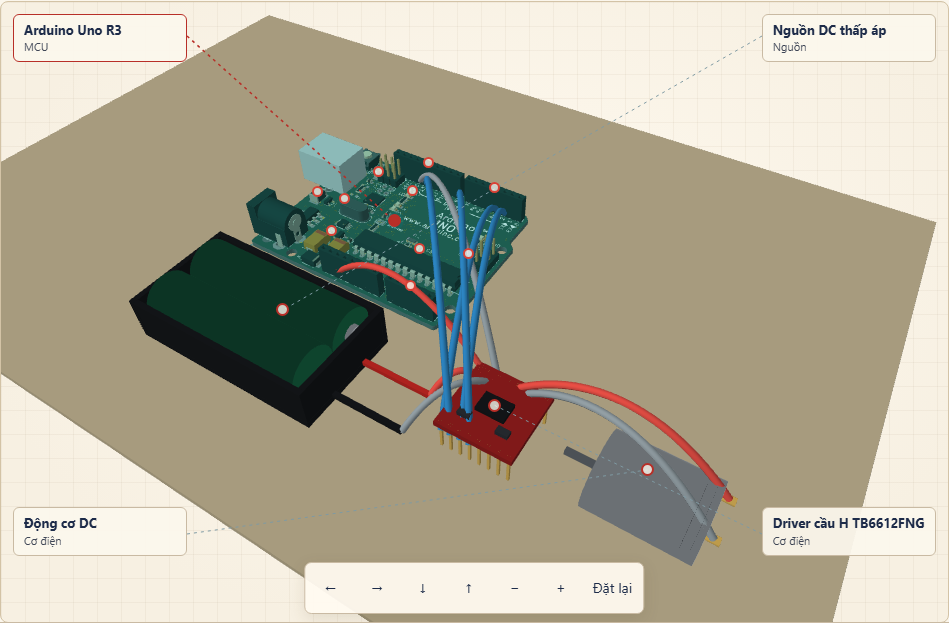 Arduino Uno R3
MCU
Nguồn DC thấp áp
Nguồn
Động cơ DC
Cơ điện
Driver cầu H TB6612FNG
Cơ điện
← → ↓ ↑ − + Đặt lại